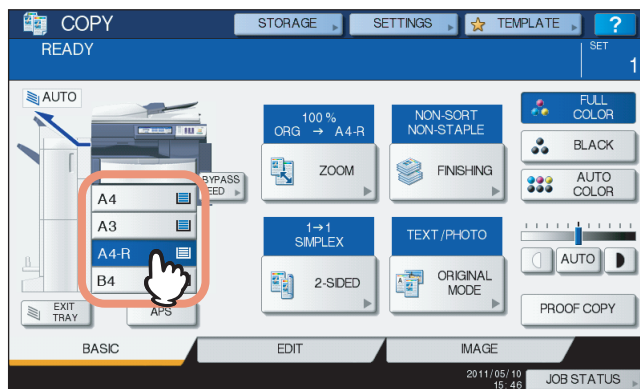 COPY
STORAGE
SETTINGS
TEMPLATE
?
READY
SET
1
AUTO
100 %
ORG → A4-R
NON-SORT
NON-STAPLE
FULL
COLOR
BLACK
AUTO
COLOR
ZOOM
FINISHING
BYPASS
FEED
A4
A3
A4-R
B4
1→1
SIMPLEX
TEXT/PHOTO
2-SIDED
ORIGINAL
MODE
AUTO
EXIT
TRAY
APS
PROOF COPY
BASIC
EDIT
IMAGE
2011/05/10
15:46
JOB STATUS